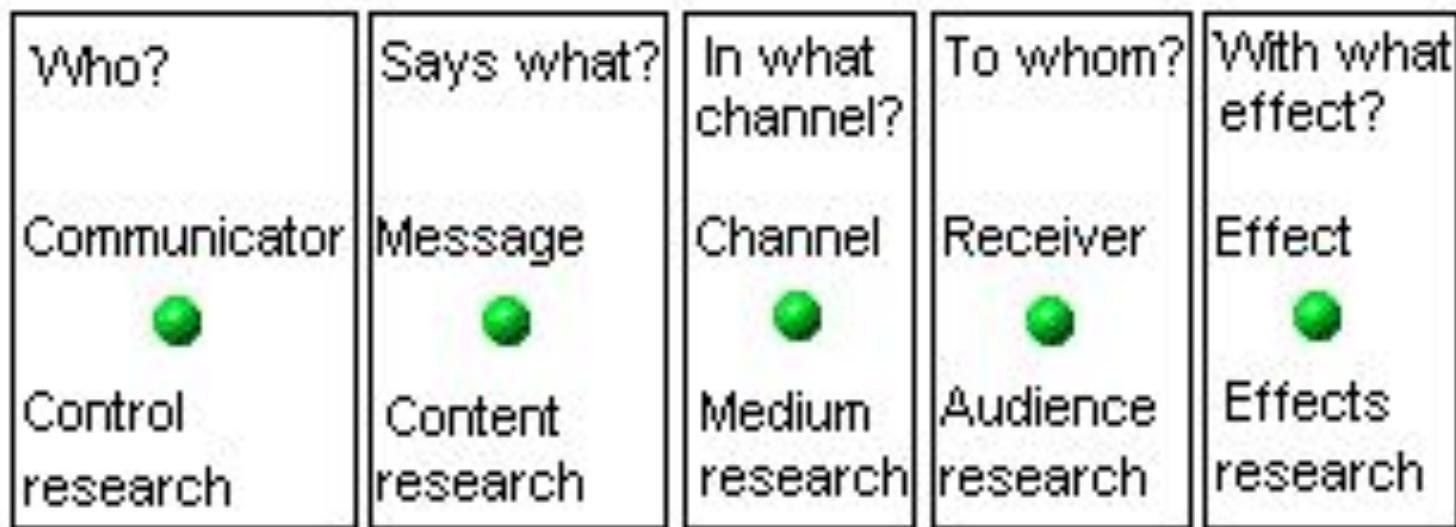 Who?
Communicator
Control
research
Says what?
Message
Content
research
In what
channel?
Channel
Medium
research
To whom?
Receiver
Audience
research
With what
effect?
Effect
Effects
research